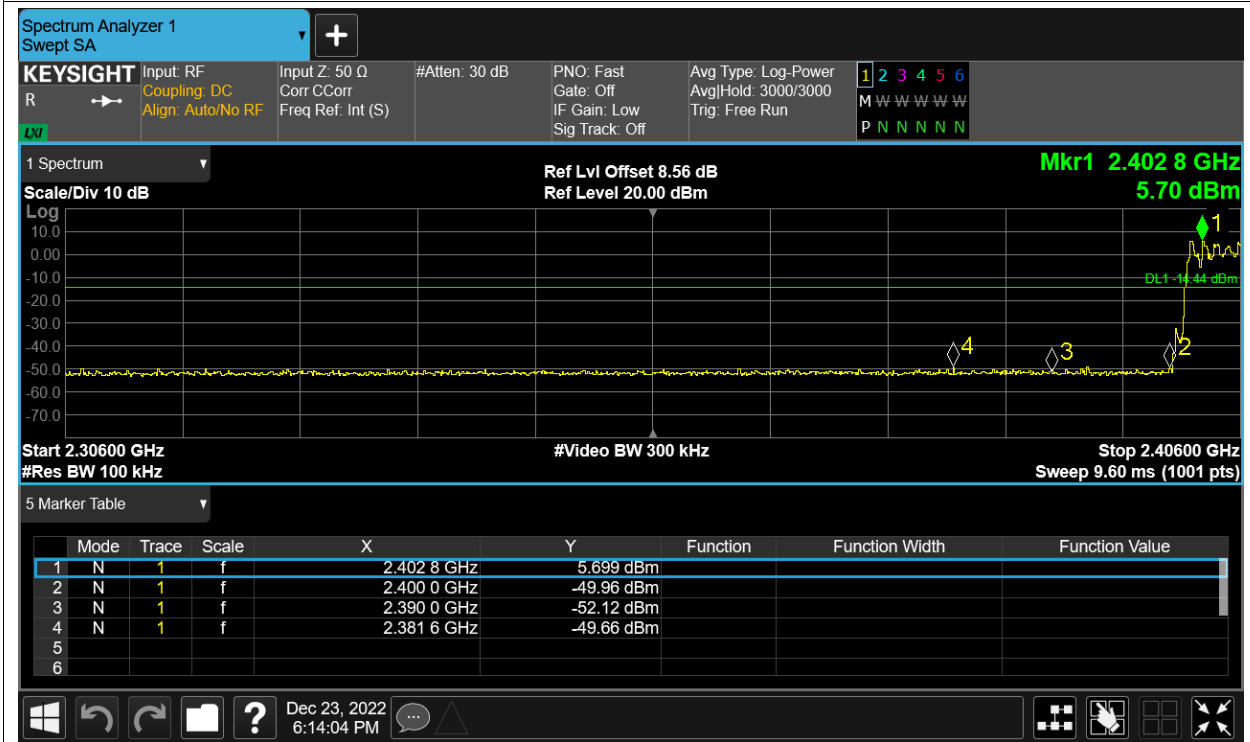 Spectrum Analyzer 1
Swept SA
KEYSIGHT
R
LXI
Input: RF
Coupling: DC
Align: Auto/No RF
Input Z: 50 Ω
Corr CCorr
Freq Ref: Int (S)
#Atten: 30 dB
PNO: Fast
Gate: Off
IF Gain: Low
Sig Track: Off
Avg Type: Log-Power
Avg|Hold: 3000/3000
Trig: Free Run
1 2 3 4 5 6
M W W W W W
P N N N N N
1 Spectrum
Scale/Div 10 dB
Ref Lvl Offset 8.56 dB
Ref Level 20.00 dBm
Mkr1 2.402 8 GHz
5.70 dBm
Log
10.0
0.00
-10.0
-20.0
-30.0
-40.0
-50.0
-60.0
-70.0
1
DL1 -14.44 dBm
4
3
2
Start 2.30600 GHz
#Res BW 100 kHz
#Video BW 300 kHz
Stop 2.40600 GHz
Sweep 9.60 ms (1001 pts)
5 Marker Table
Mode Trace Scale X Y Function Function Width Function Value
1 N 1 f 2.402 8 GHz 5.699 dBm
2 N 1 f 2.400 0 GHz -49.96 dBm
3 N 1 f 2.390 0 GHz -52.12 dBm
4 N 1 f 2.381 6 GHz -49.66 dBm
5
6
?
Dec 23, 2022
6:14:04 PM